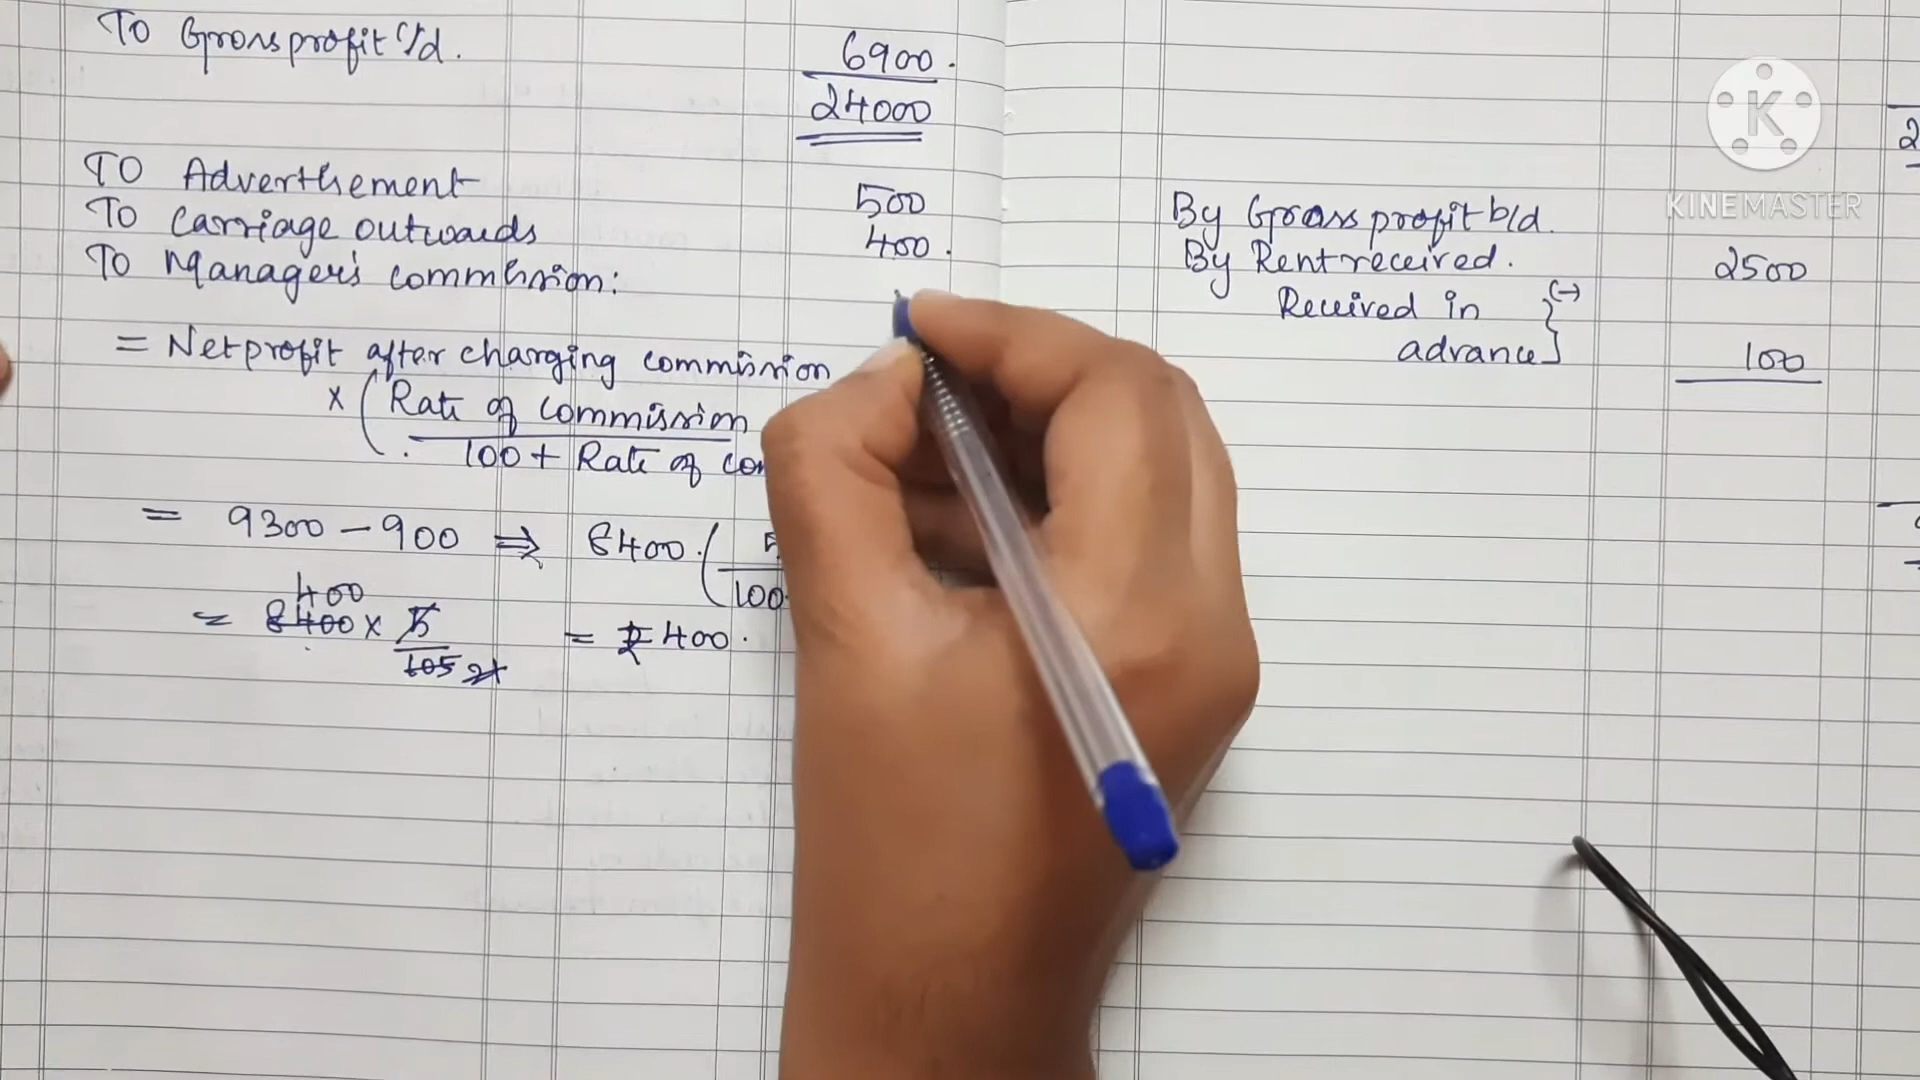 To Gross profit c/d. 6900.
24000
TO Advertisement 500
To Carriage outwards 400.
To Manager's commission:
= Net profit after charging commission
x ( Rate of commission
100 + Rate of
= 9300 - 900 ⇒ 8400. (
100
400
= 8400 x 5
105 21
= ₹ 400.
By Gross profit b/d.
By Rent received. 2500
Received in } (-)
advance 100
2
K
KINEMASTER